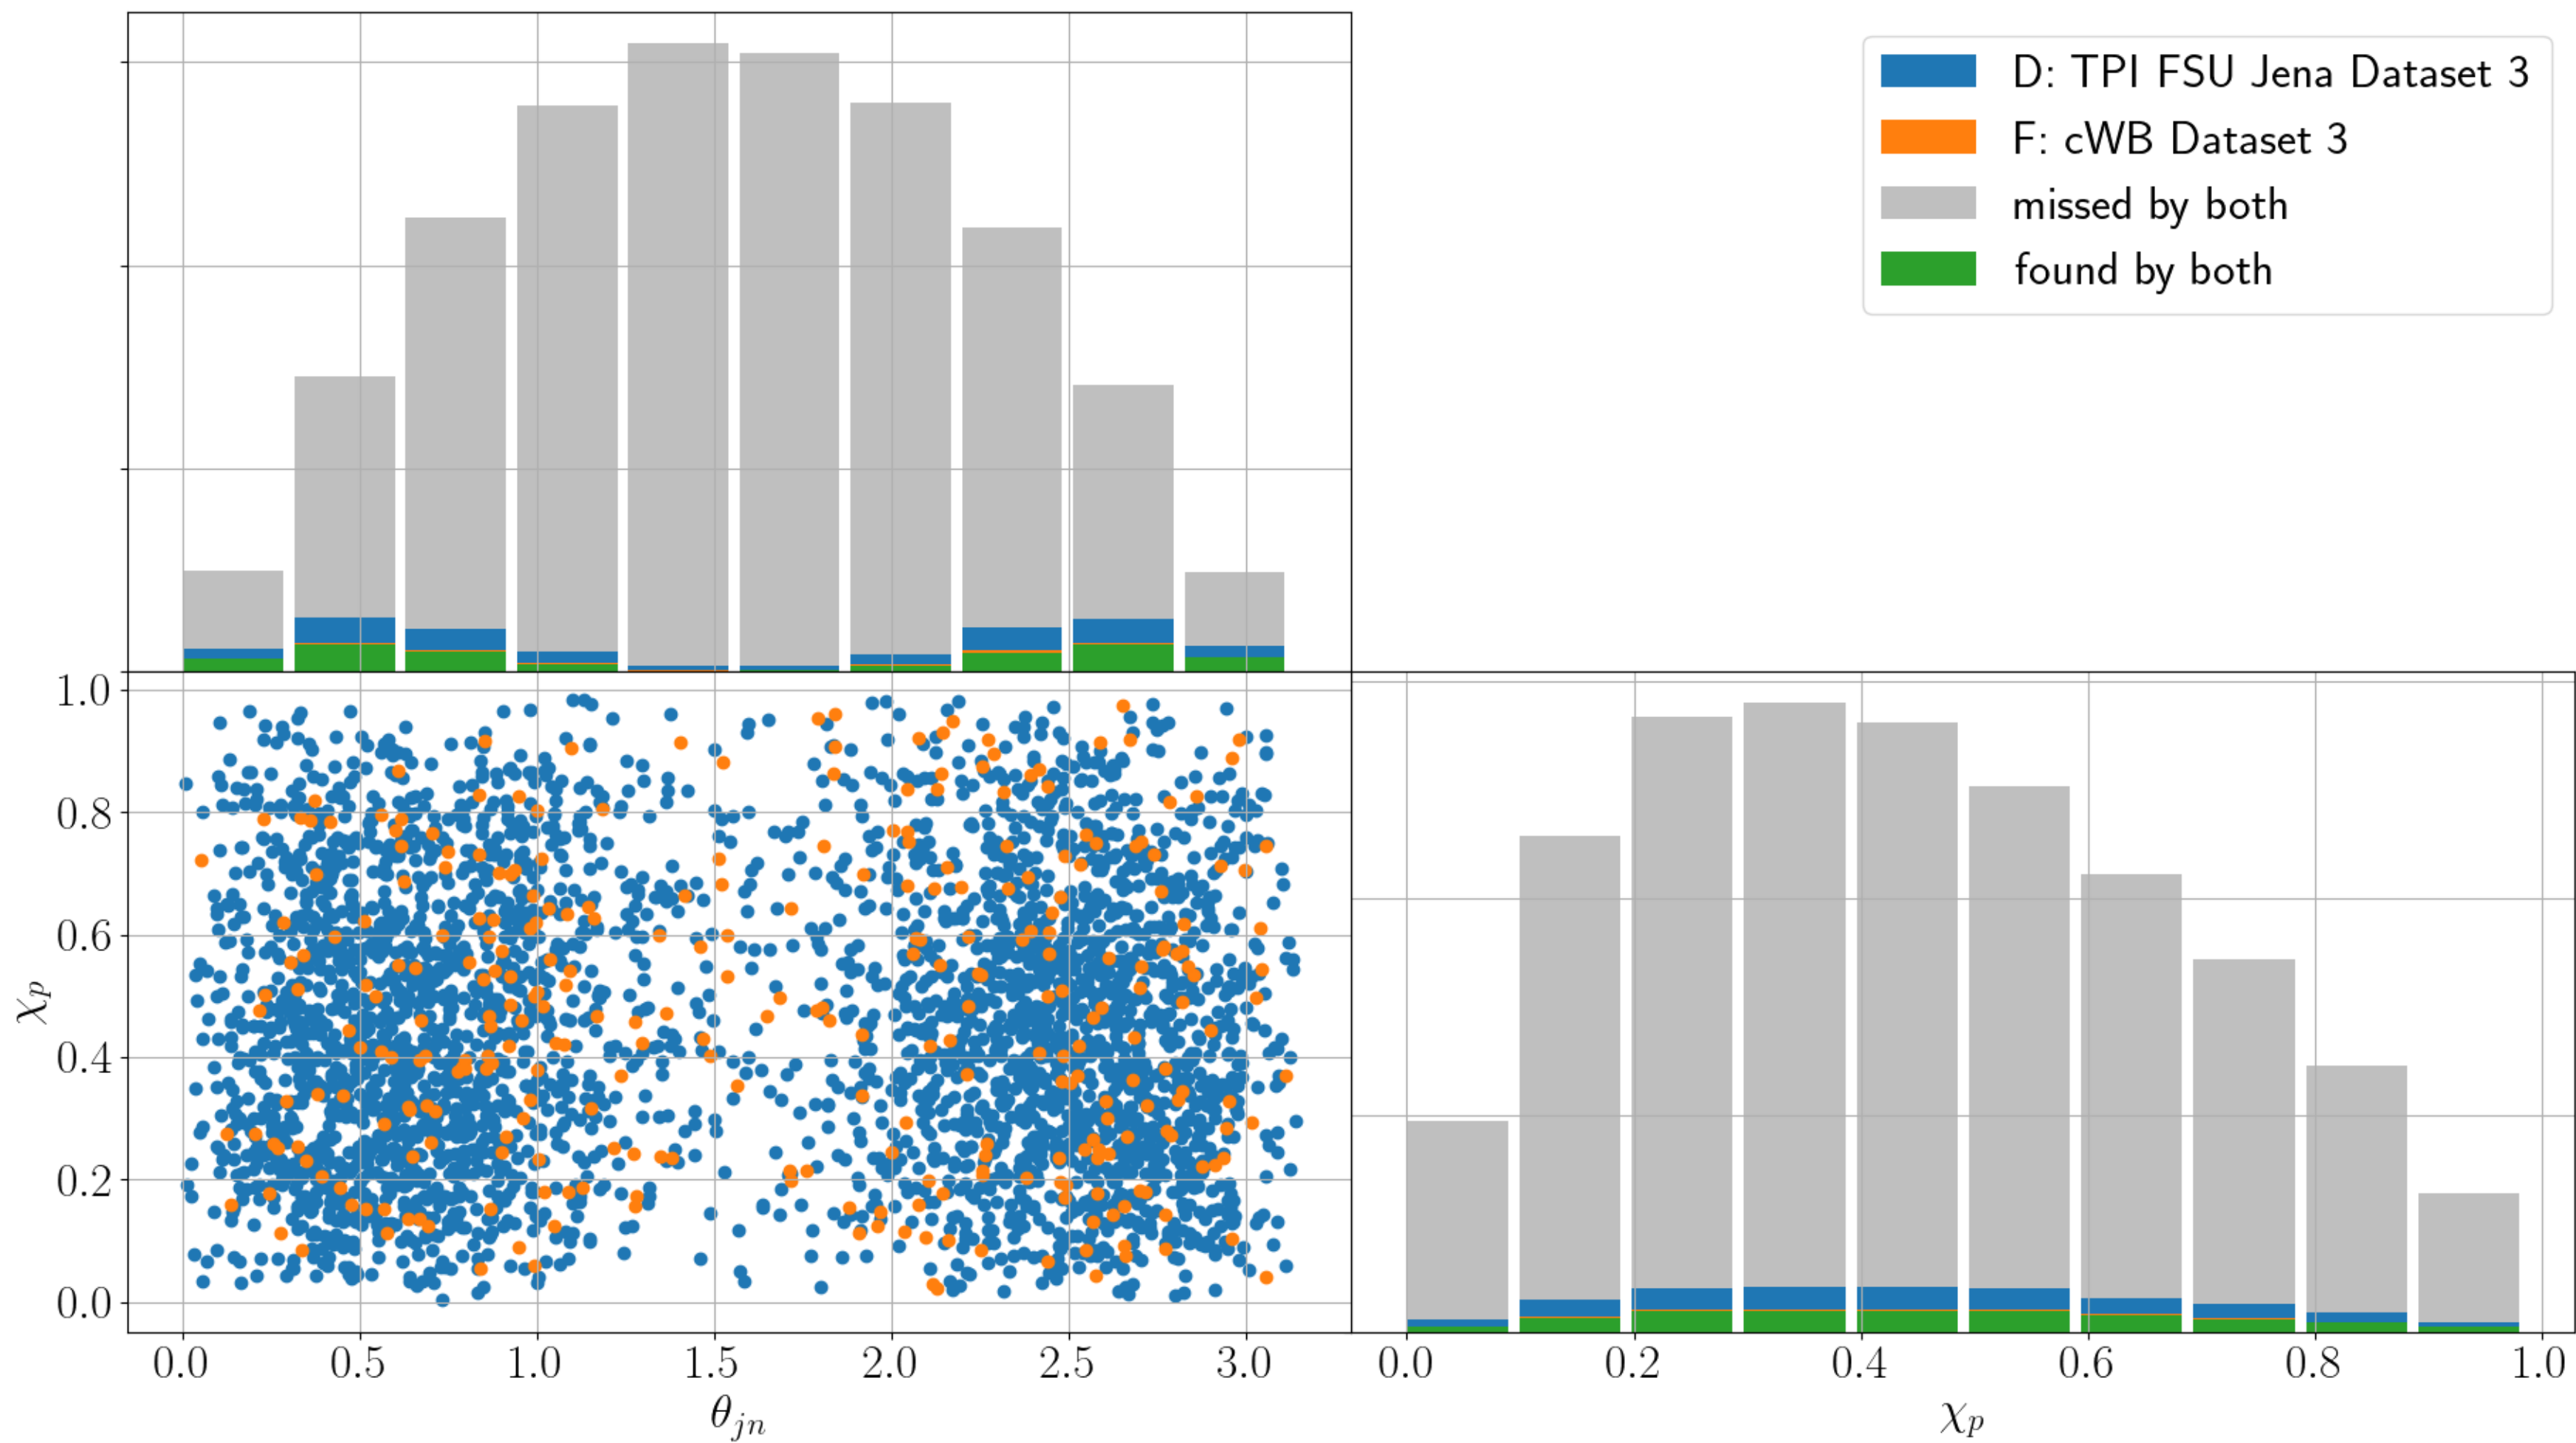 D: TPI FSU Jena Dataset 3
F: cWB Dataset 3
missed by both
found by both
1.0
0.8
0.6
0.4
0.2
0.0
χp
0.0 0.5 1.0 1.5 2.0 2.5 3.0
θjn
0.0 0.2 0.4 0.6 0.8 1.0
χp